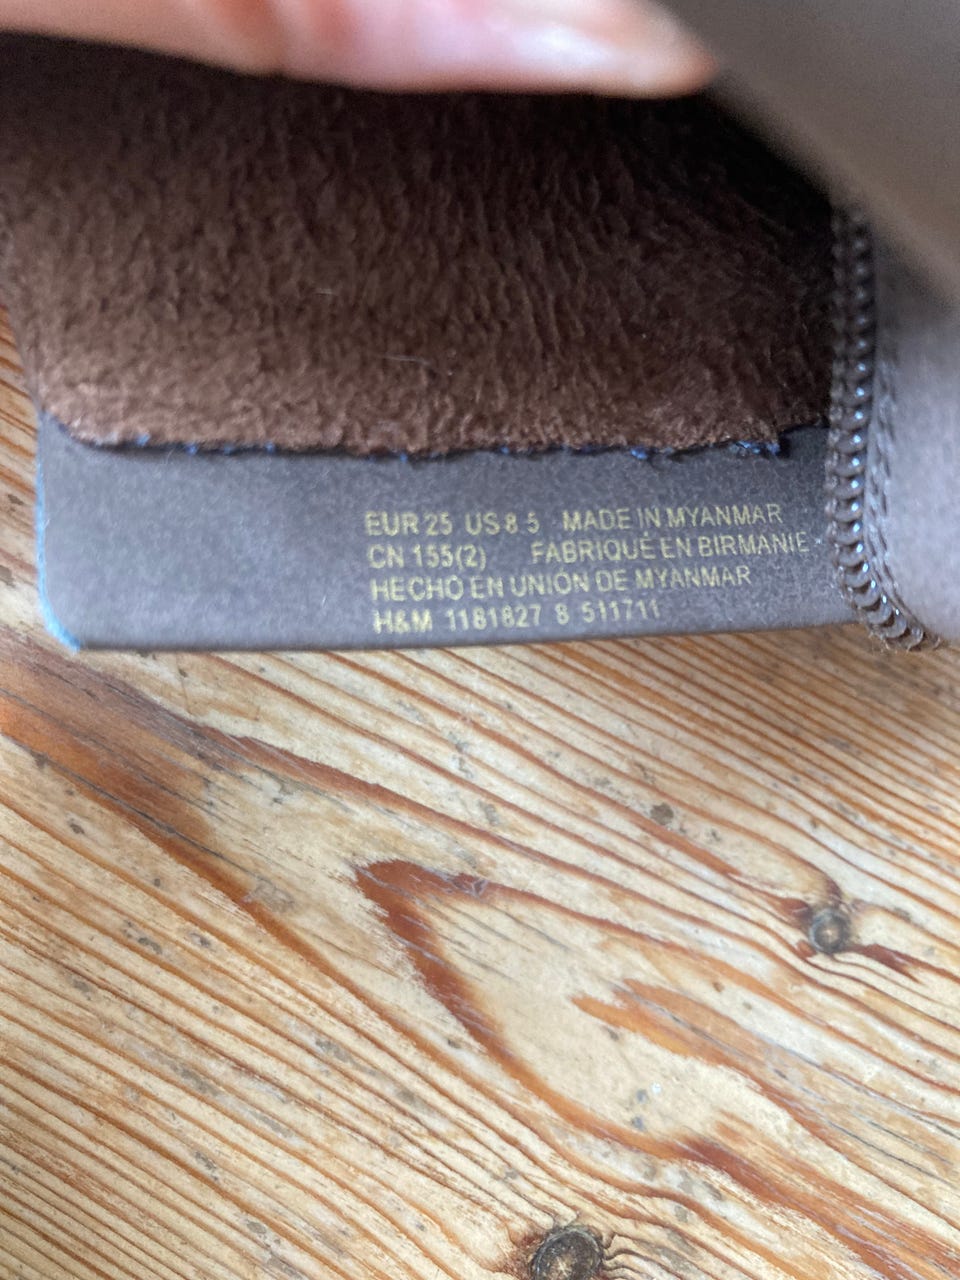 EUR 25 US 8 5 MADE IN MYANMAR
CN 155(2) FABRIQUÉ EN BIRMANIE
HECHO EN UNION DE MYANMAR
H&M 1181827 8 511711